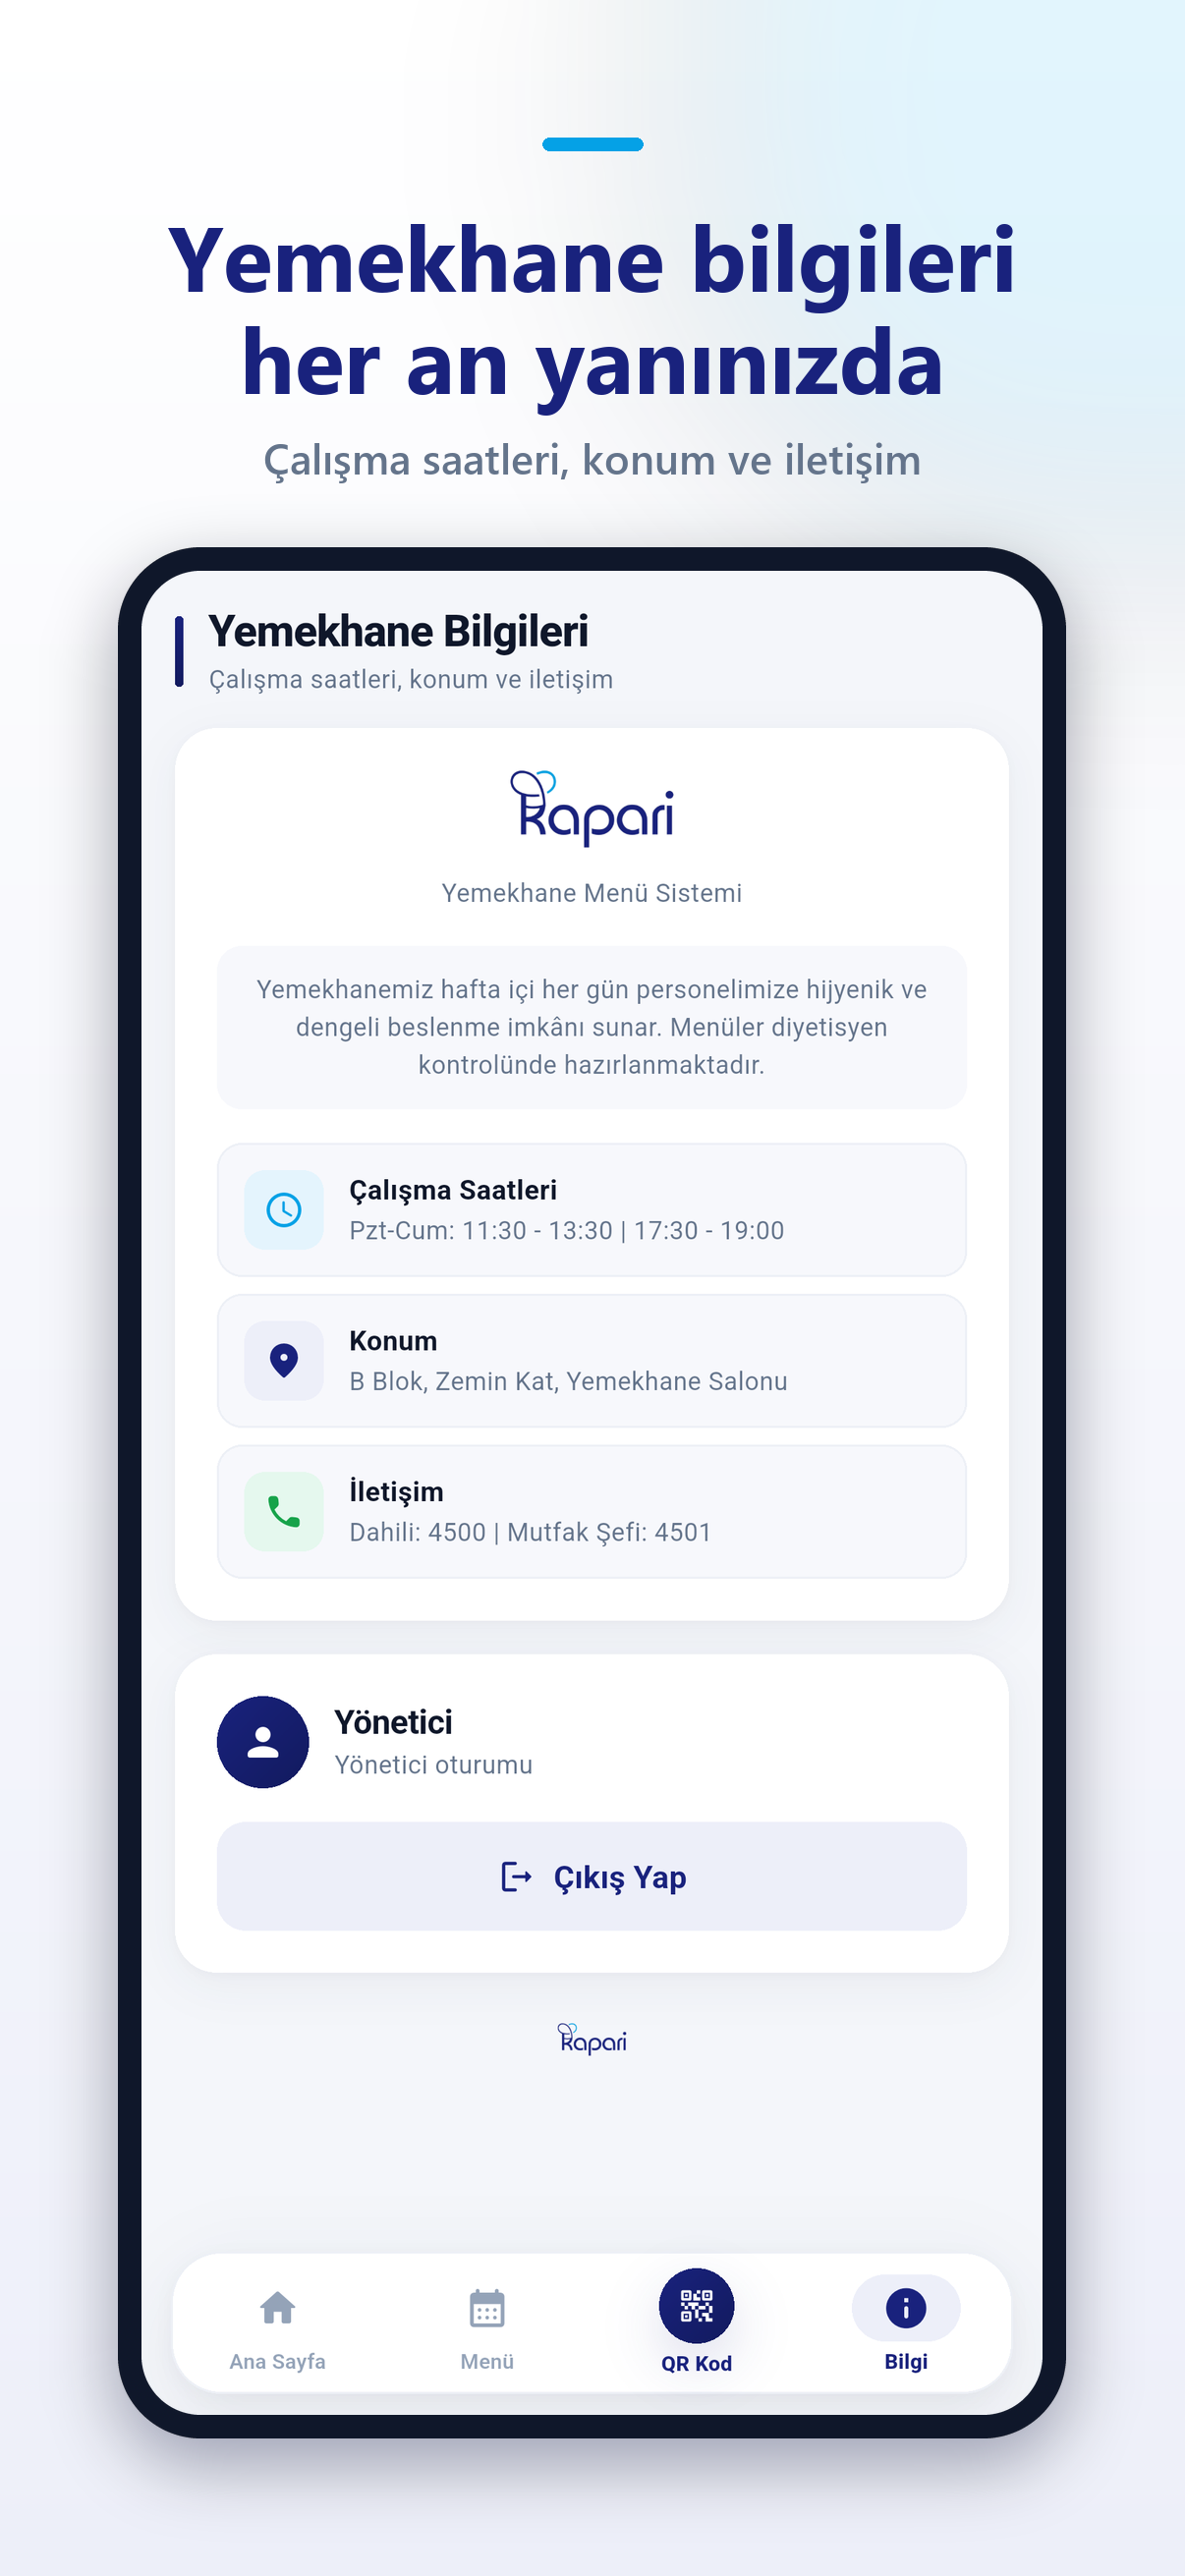 Yemekhane bilgileri
her an yanınızda
Çalışma saatleri, konum ve iletişim
Yemekhane Bilgileri
Çalışma saatleri, konum ve iletişim
Kapari
Yemekhane Menü Sistemi
Yemekhanemiz hafta içi her gün personelimize hijyenik ve
dengeli beslenme imkânı sunar. Menüler diyetisyen
kontrolünde hazırlanmaktadır.
Çalışma Saatleri
Pzt-Cum: 11:30 - 13:30 | 17:30 - 19:00
Konum
B Blok, Zemin Kat, Yemekhane Salonu
İletişim
Dahili: 4500 | Mutfak Şefi: 4501
Yönetici
Yönetici oturumu
Çıkış Yap
Kapari
Ana Sayfa
Menü
QR Kod
Bilgi